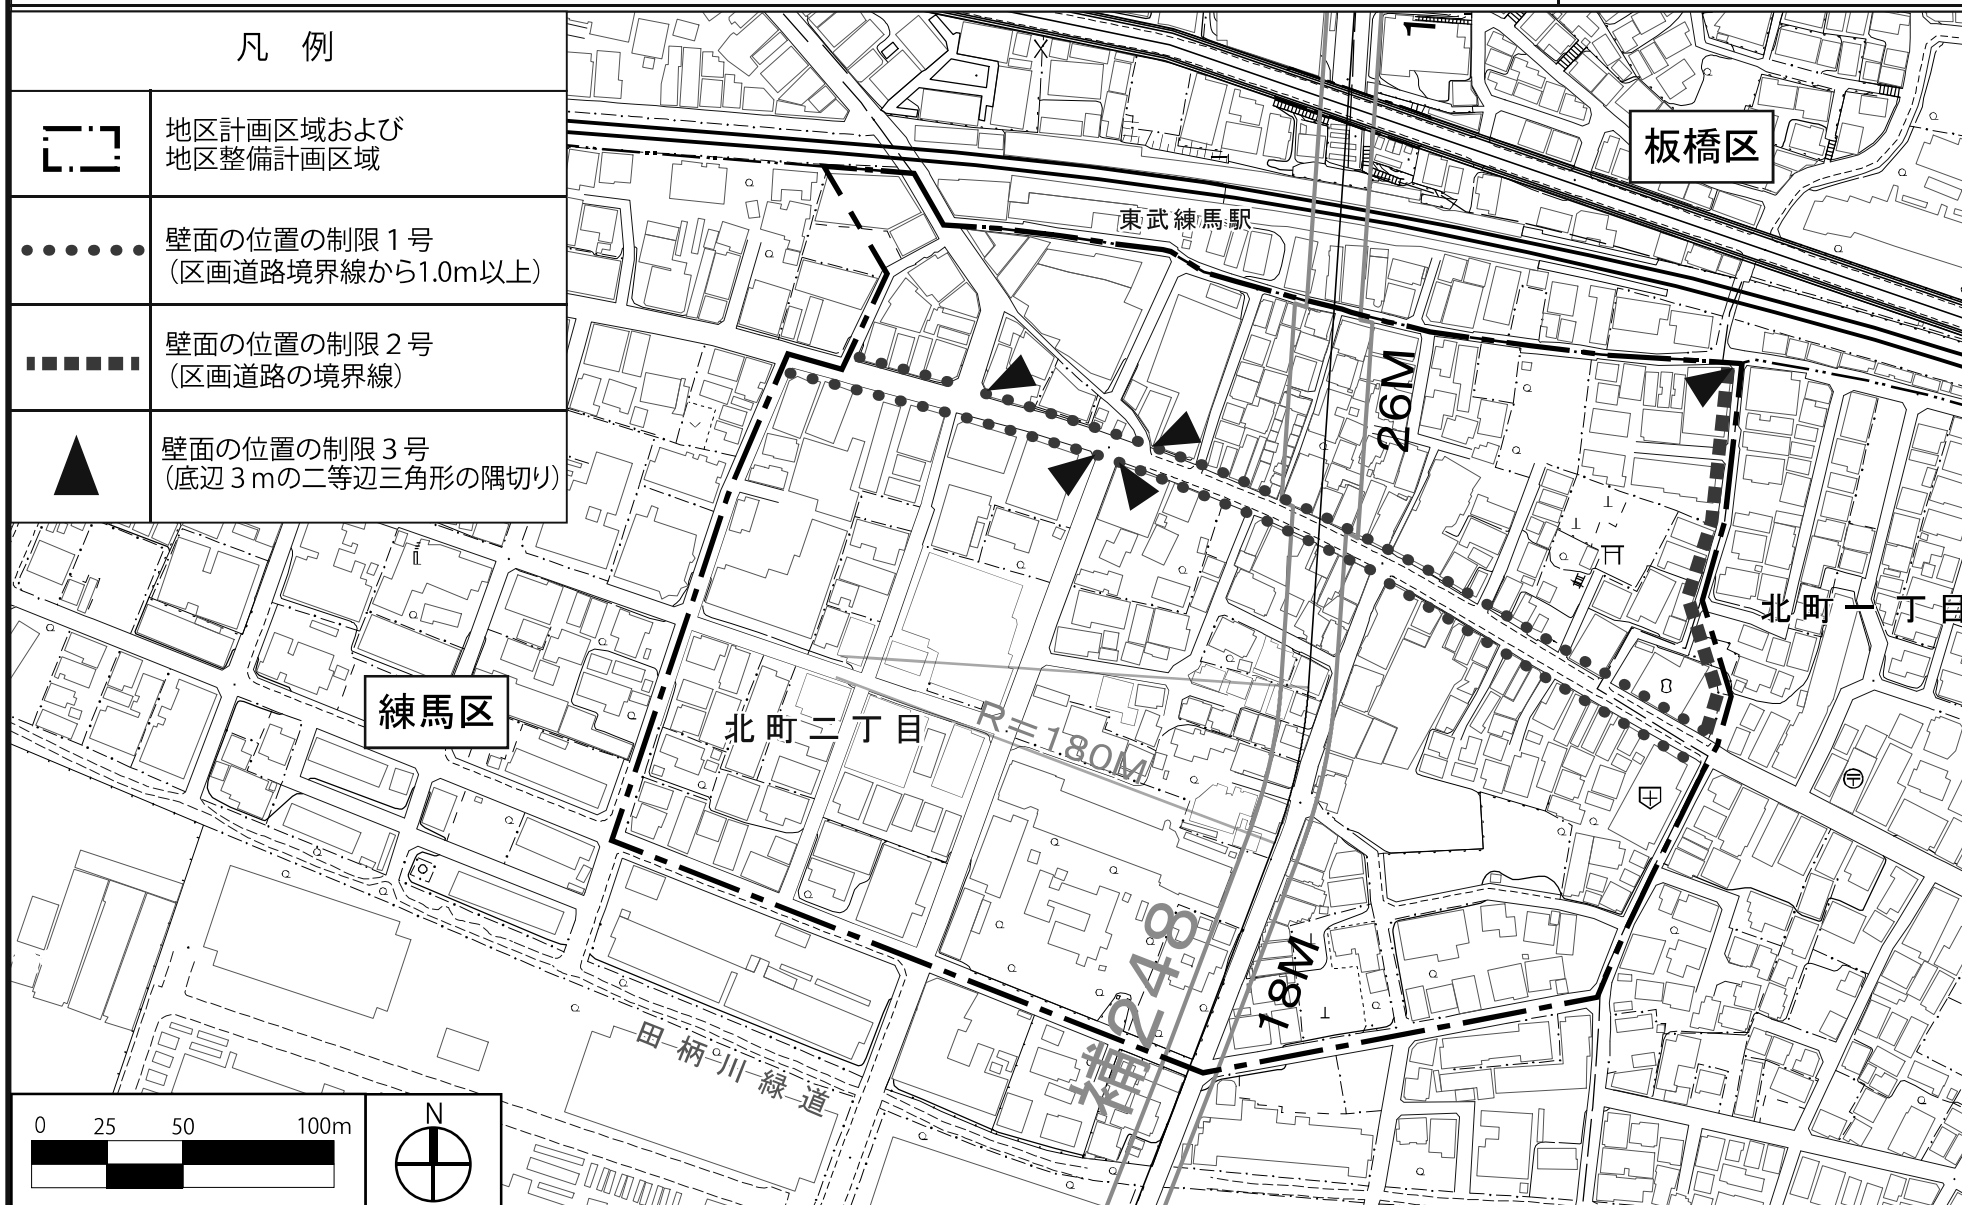 凡 例
地区計画区域および
地区整備計画区域
壁面の位置の制限１号
（区画道路境界線から1.0m以上）
壁面の位置の制限２号
（区画道路の境界線）
壁面の位置の制限３号
（底辺３mの二等辺三角形の隅切り）
板橋区
東武練馬駅
26M
北町一丁目
練馬区
北町二丁目
R=180M
補248
18M
田柄川緑道
0 25 50 100m
N